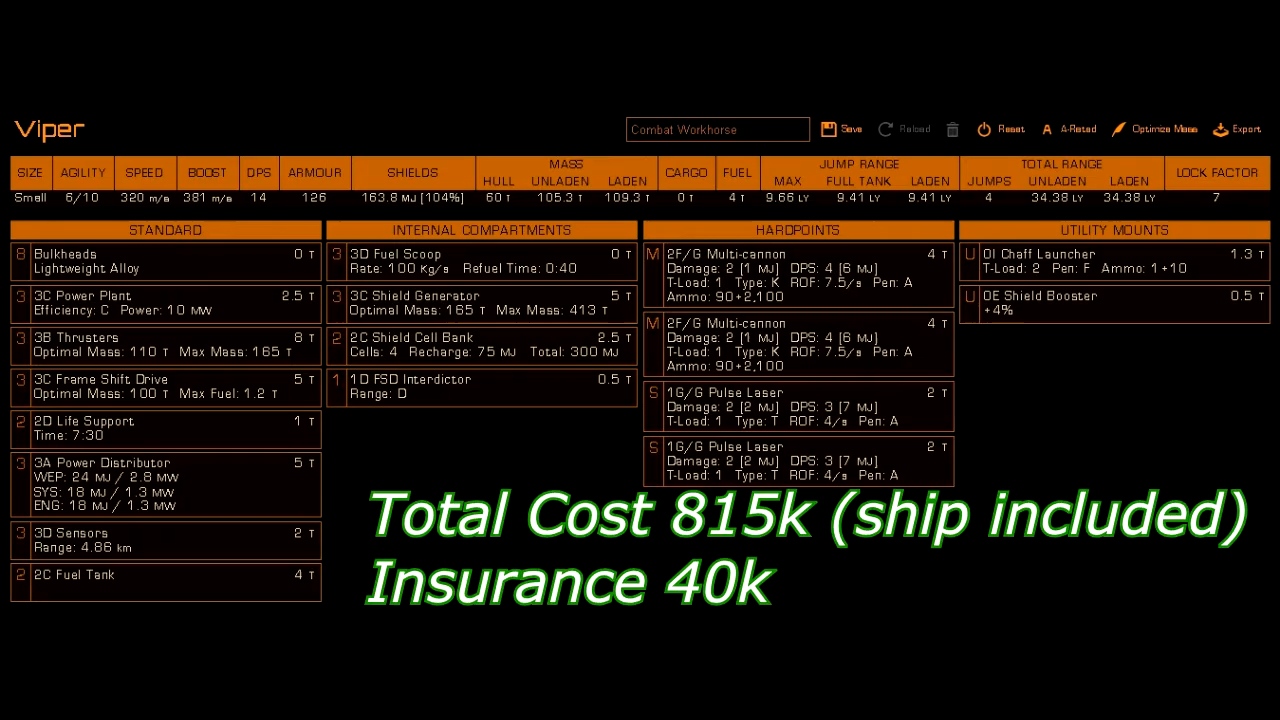 Viper
Combat Workhorse
Save Reload Reset A A-Rated Optimize Mass Export
SIZE AGILITY SPEED BOOST DPS ARMOUR SHIELDS MASS CARGO FUEL JUMP RANGE TOTAL RANGE LOCK FACTOR
HULL UNLADEN LADEN MAX FULL TANK LADEN JUMPS UNLADEN LADEN
Small 6/10 320 m/s 381 m/s 14 126 163.8 MJ [104%] 60 T 105.3 T 109.3 T 0 T 4 T 9.66 LY 9.41 LY 9.41 LY 4 34.38 LY 34.38 LY 7
STANDARD
8 Bulkheads 0 T
Lightweight Alloy
3 3C Power Plant 2.5 T
Efficiency: C Power: 10 MW
3 3B Thrusters 8 T
Optimal Mass: 110 T Max Mass: 165 T
3 3C Frame Shift Drive 5 T
Optimal Mass: 100 T Max Fuel: 1.2 T
2 2D Life Support 1 T
Time: 7:30
3 3A Power Distributor 5 T
WEP: 24 MJ / 2.8 MW
SYS: 18 MJ / 1.3 MW
ENG: 18 MJ / 1.3 MW
3 3D Sensors 2 T
Range: 4.86 km
2 2C Fuel Tank 4 T
INTERNAL COMPARTMENTS
3 3D Fuel Scoop 0 T
Rate: 100 Kg/s Refuel Time: 0:40
3 3C Shield Generator 5 T
Optimal Mass: 165 T Max Mass: 413 T
2 2C Shield Cell Bank 2.5 T
Cells: 4 Recharge: 75 MJ Total: 300 MJ
1 1D FSD Interdictor 0.5 T
Range: D
HARDPOINTS
M 2F/G Multi-cannon 4 T
Damage: 2 [1 MJ] DPS: 4 [6 MJ]
T-Load: 1 Type: K ROF: 7.5/s Pen: A
Ammo: 90+2,100
M 2F/G Multi-cannon 4 T
Damage: 2 [1 MJ] DPS: 4 [6 MJ]
T-Load: 1 Type: K ROF: 7.5/s Pen: A
Ammo: 90+2,100
S 1G/G Pulse Laser 2 T
Damage: 2 [2 MJ] DPS: 3 [7 MJ]
T-Load: 1 Type: T ROF: 4/s Pen: A
S 1G/G Pulse Laser 2 T
Damage: 2 [2 MJ] DPS: 3 [7 MJ]
T-Load: 1 Type: T ROF: 4/s Pen: A
UTILITY MOUNTS
U 0I Chaff Launcher 1.3 T
T-Load: 2 Pen: F Ammo: 1+10
U 0E Shield Booster 0.5 T
+4%
Total Cost 815k (ship included)
Insurance 40k